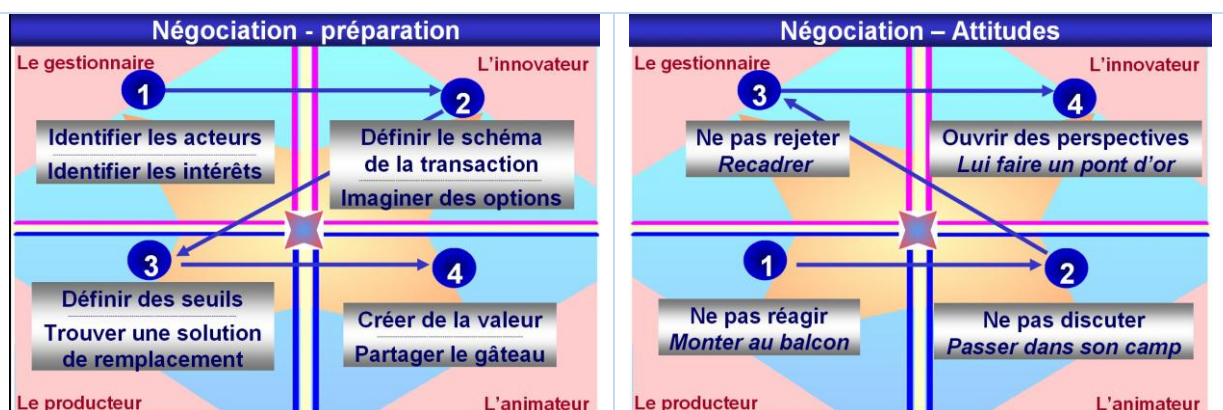 Négociation - préparation
Le gestionnaire
L'innovateur
1
2
Identifier les acteurs
Identifier les intérêts
Définir le schéma
de la transaction
Imaginer des options
3
4
Définir des seuils
Trouver une solution
de remplacement
Créer de la valeur
Partager le gâteau
Le producteur
L'animateur
Négociation – Attitudes
Le gestionnaire
L'innovateur
3
4
Ne pas rejeter
Recadrer
Ouvrir des perspectives
Lui faire un pont d'or
1
2
Ne pas réagir
Monter au balcon
Ne pas discuter
Passer dans son camp
Le producteur
L'animateur